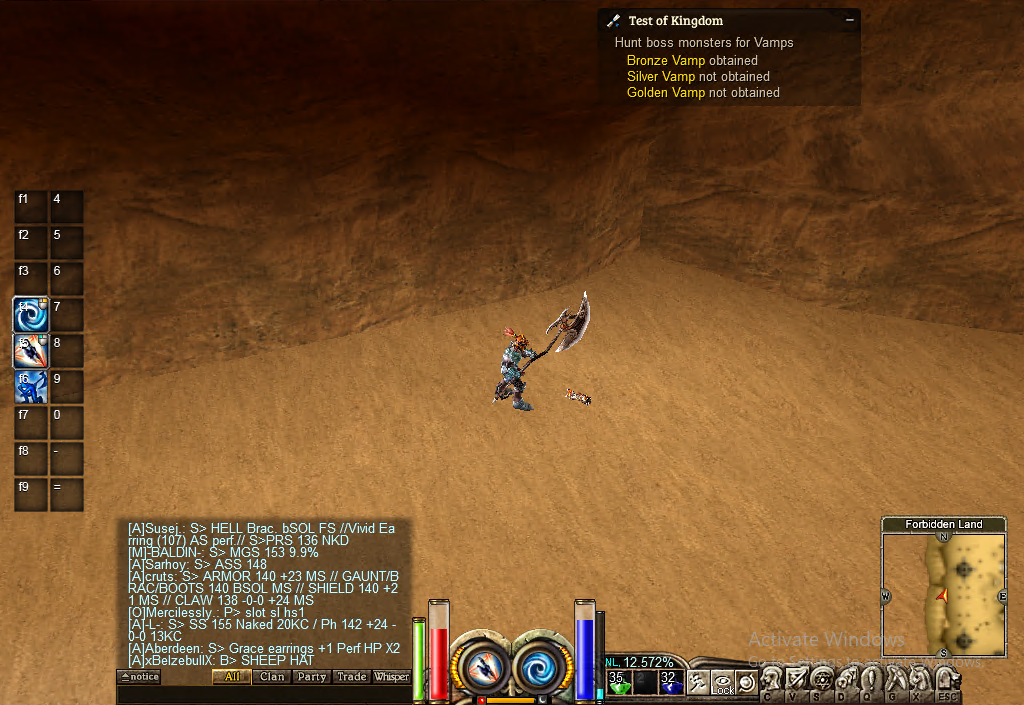 Test of Kingdom
Hunt boss monsters for Vamps
Bronze Vamp obtained
Silver Vamp not obtained
Golden Vamp not obtained
f1 4
f2 5
f3 6
f4 7
f5 8
f6 9
f7 0
f8 -
f9 =
[A]Susej.: S> HELL Brac. bSOL FS //Vivid Ea
rring (107) AS perf.// S>PRS 136 NKD
[M]-BALDIN-: S> MGS 153 9.9%
[A]Sarhoy: S> ASS 148
[A]cruts: S> ARMOR 140 +23 MS // GAUNT/B
RAC/BOOTS 140 BSOL MS // SHIELD 140 +2
1 MS // CLAW 138 -0-0 +24 MS
[O]Mercilessly.: P> slot sl hs1
[A]-L-: S> SS 155 Naked 20KC / Ph 142 +24 -
0-0 13KC
[A]Aberdeen: S> Grace earrings +1 Perf HP X2
[A]xBelzebullX: B> SHEEP HAT
notice All Clan Party Trade Whisper
NL, 12.572%
35 32
Lock
C V S D Q G X ESC
Forbidden Land
N
W E
S
Activate Windows